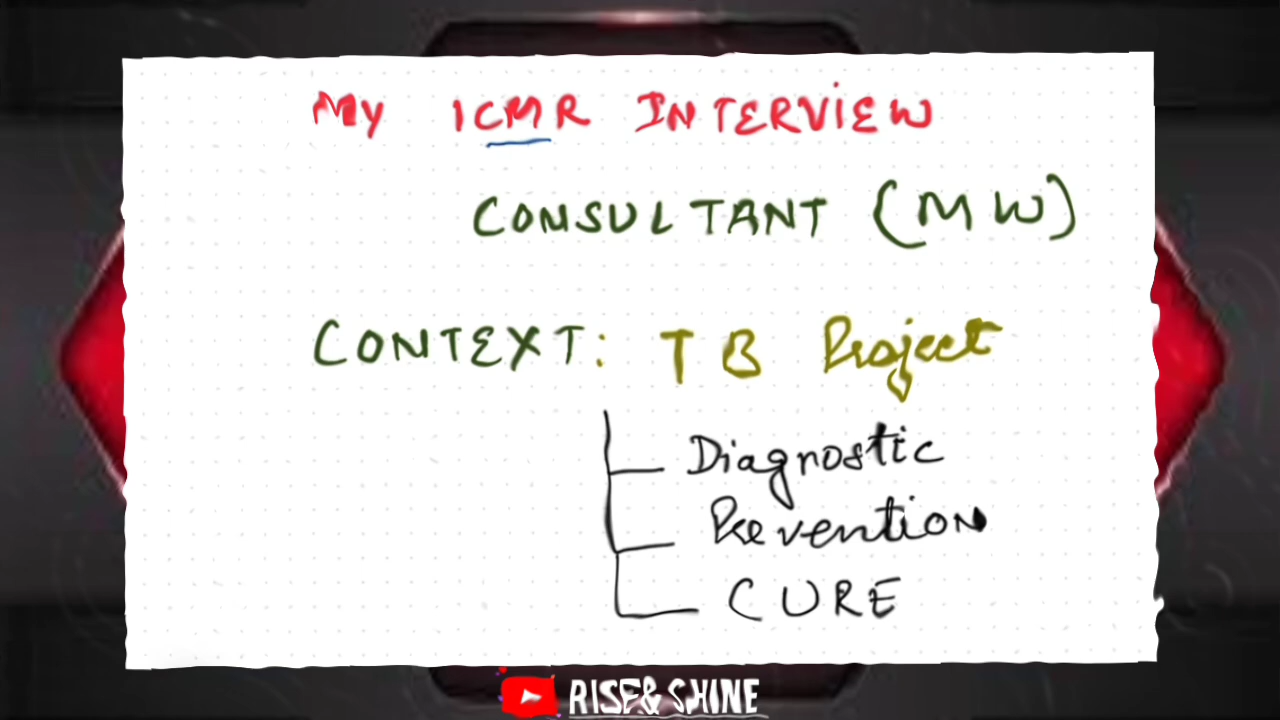 My ICMR INTERVIEW
CONSULTANT (MW)
CONTEXT: TB Project
Diagnostic
Prevention
CURE
RISE & SHINE